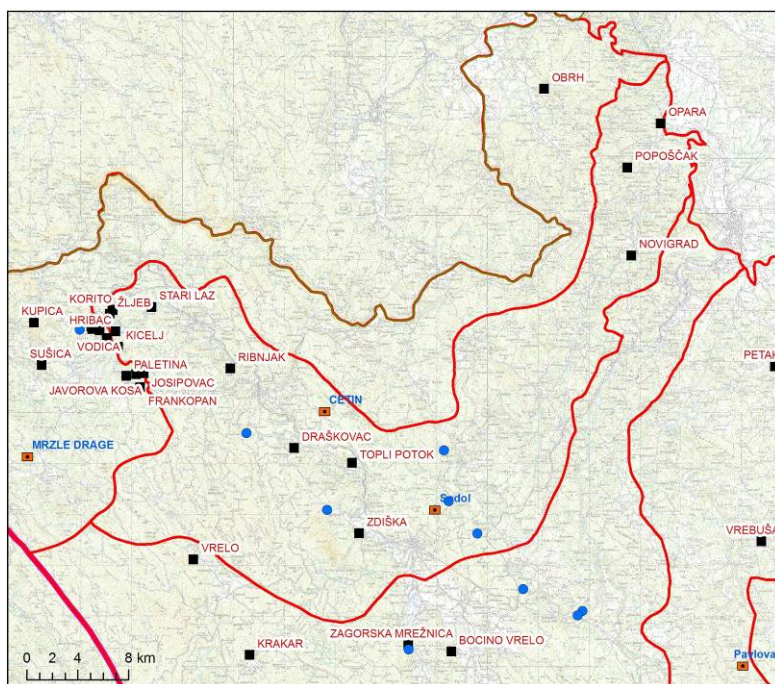 OBRH
OPARA
POPOŠČAK
NOVIGRAD
KORITO
STARI LAZ
ŽLJEB
KUPICA
HRIBAC
KICELJ
VODICA
SUŠICA
PALETINA
RIBNJAK
PETAK
JAVOROVA KOSA
JOSIPOVAC
FRANKOPAN
CETIN
MRZLE DRAGE
DRAŠKOVAC
TOPLI POTOK
ZDIŠKA
VREBUŠA
VRELO
ZAGORSKA MREŽNICA
BOCINO VRELO
KRAKAR
Pavlova
0 2 4 8 km